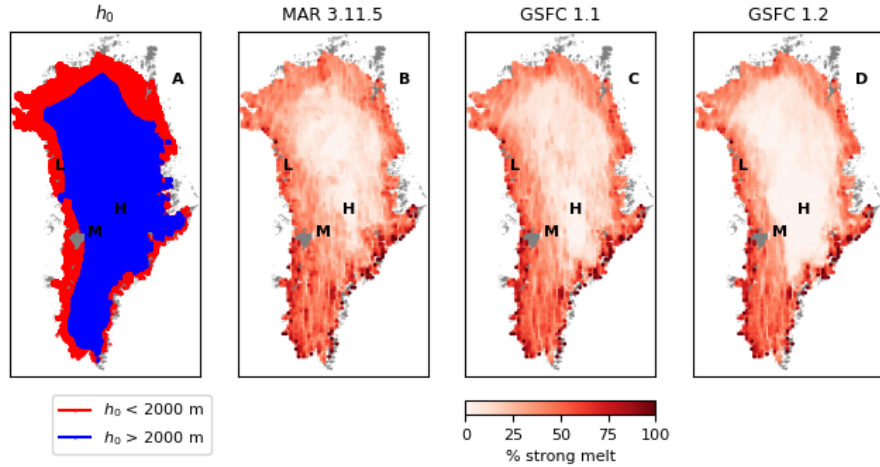 h₀ MAR 3.11.5 GSFC 1.1 GSFC 1.2
A B C D
L L L L
H H H H
M M M M
h₀ < 2000 m
h₀ > 2000 m
0 25 50 75 100
% strong melt